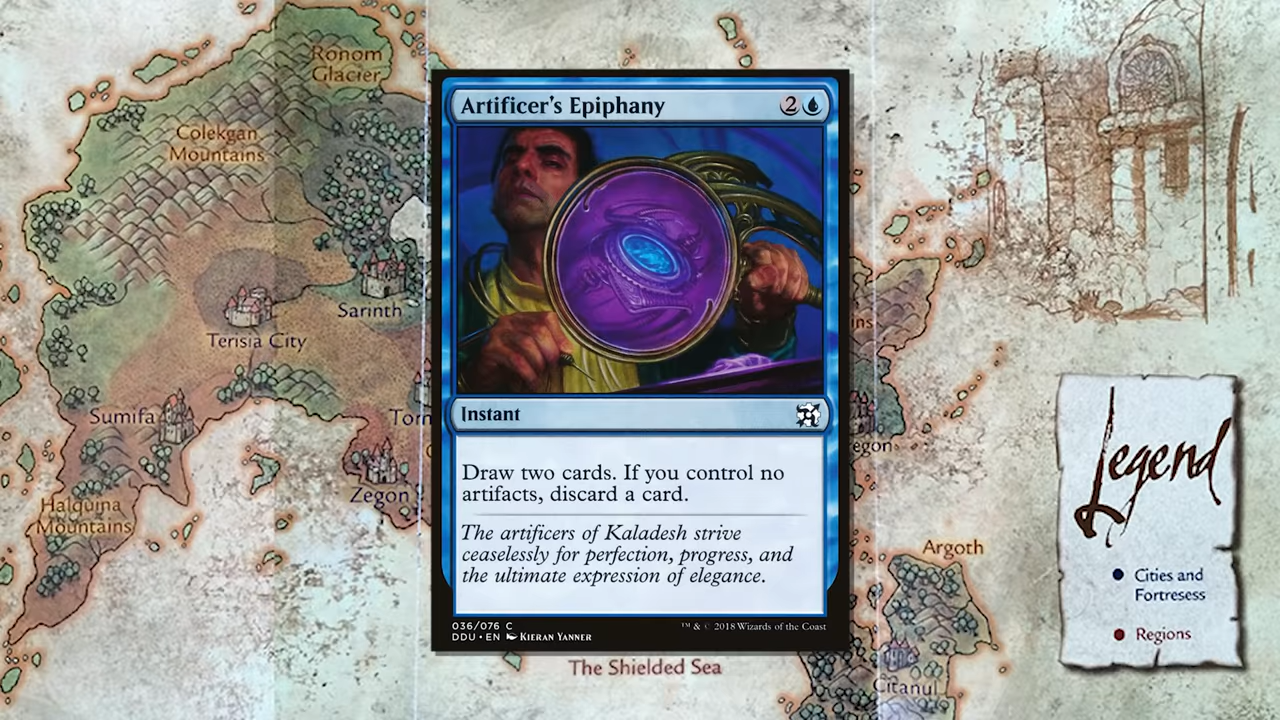 Ronom
Glacier
Colekgan
Mountains
Sarinth
Terisia City
Sumifa
Zegon
Halquina
Mountains
Artificer's Epiphany
2
Instant
Draw two cards. If you control no
artifacts, discard a card.
The artificers of Kaladesh strive
ceaselessly for perfection, progress, and
the ultimate expression of elegance.
036/076 C
DDU • EN KIERAN YANNER
™ & © 2018 Wizards of the Coast
The Shielded Sea
Argoth
Citanul
Legend
Cities and
Fortresess
Regions